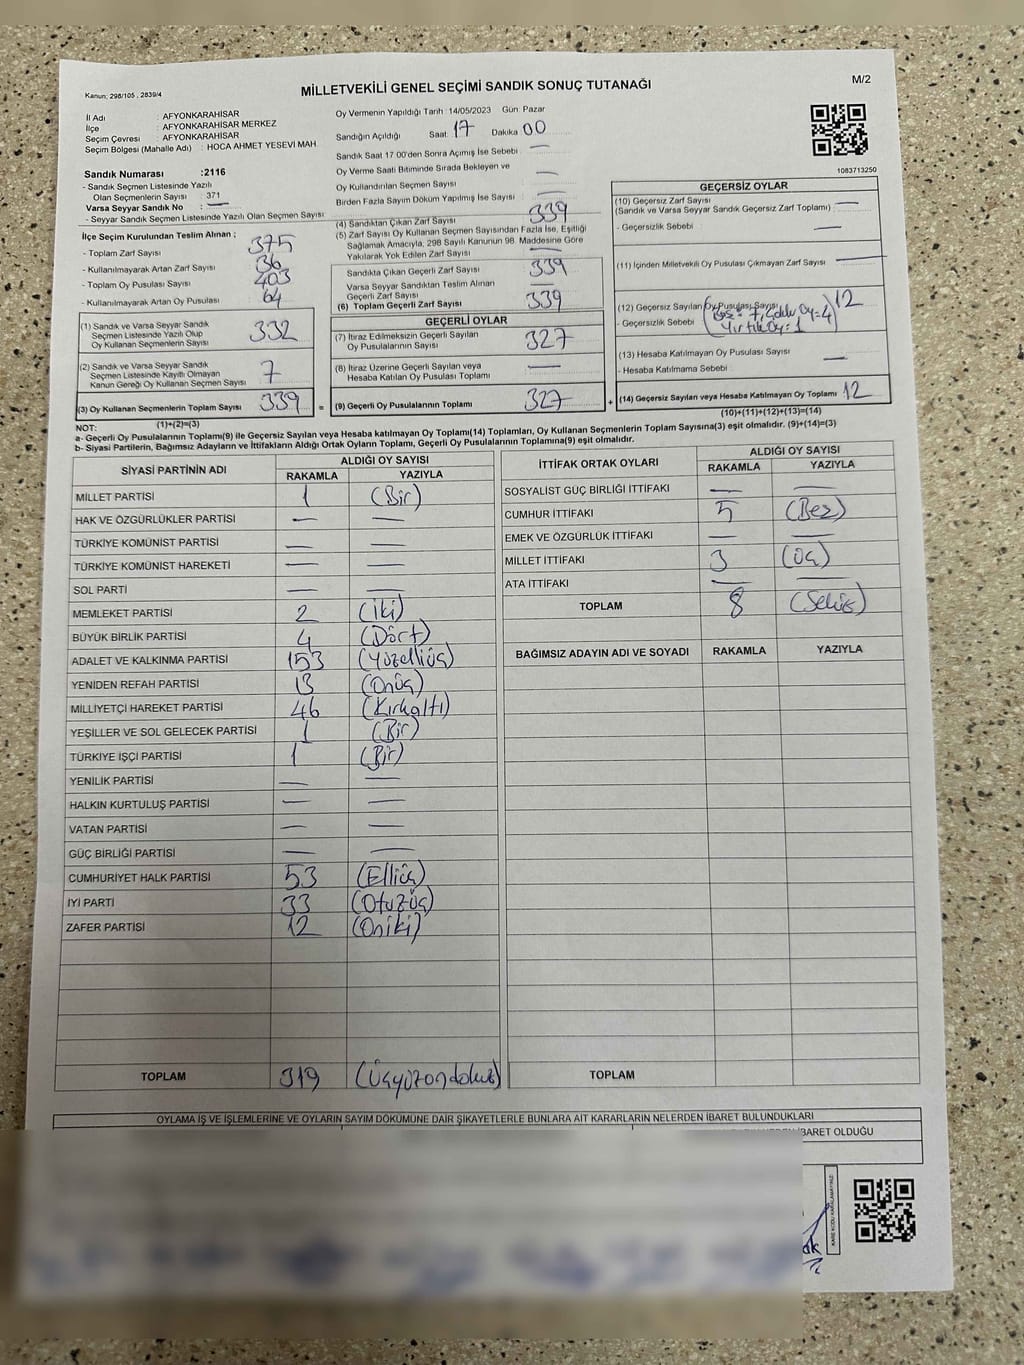 MİLLETVEKİLİ GENEL SEÇİMİ SANDIK SONUÇ TUTANAĞI
M/2
Kanun; 298/105 , 2839/4
İl Adı : AFYONKARAHİSAR
İlçe : AFYONKARAHİSAR MERKEZ
Seçim Çevresi : AFYONKARAHİSAR
Seçim Bölgesi (Mahalle Adı) : HOCA AHMET YESEVİ MAH.
Sandık Numarası :2116
- Sandık Seçmen Listesinde Yazılı
Olan Seçmenlerin Sayısı : 371
Varsa Seyyar Sandık No : —
- Seyyar Sandık Seçmen Listesinde Yazılı Olan Seçmen Sayısı
İlçe Seçim Kurulundan Teslim Alınan ;
- Toplam Zarf Sayısı 375
- Kullanılmayarak Artan Zarf Sayısı 36
- Toplam Oy Pusulası Sayısı 403
- Kullanılmayarak Artan Oy Pusulası 64
(1) Sandık ve Varsa Seyyar Sandık
Seçmen Listesinde Yazılı Olup
Oy Kullanan Seçmenlerin Sayısı 332
(2) Sandık ve Varsa Seyyar Sandık
Seçmen Listesinde Kayıtlı Olmayan
Kanun Gereği Oy Kullanan Seçmen Sayısı 7
(3) Oy Kullanan Seçmenlerin Toplam Sayısı 339 =
(1)+(2)=(3)
Oy Vermenin Yapıldığı Tarih : 14/05/2023 Gün: Pazar
Sandığın Açıldığı Saat 17 Dakika 00
Sandık Saat 17 00'den Sonra Açımış İse Sebebi : —
Oy Verme Saati Bitiminde Sırada Bekleyen ve
Oy Kullandırılan Seçmen Sayısı : —
Birden Fazla Sayım Döküm Yapılmış İse Sayısı : —
(4) Sandıktan Çıkan Zarf Sayısı 339
(5) Zarf Sayısı Oy Kullanan Seçmen Sayısından Fazla İse, Eşitliği
Sağlamak Amacıyla, 298 Sayılı Kanunun 98. Maddesine Göre
Yakılarak Yok Edilen Zarf Sayısı —
Sandıkta Çıkan Geçerli Zarf Sayısı 339
Varsa Seyyar Sandıktan Teslim Alınan
Geçerli Zarf Sayısı —
(6) Toplam Geçerli Zarf Sayısı 339
GEÇERLİ OYLAR
(7) İtiraz Edilmeksizin Geçerli Sayılan
Oy Pusulalarının Sayısı 327
(8) İtiraz Üzerine Geçerli Sayılan veya
Hesaba Katılan Oy Pusulası Toplamı —
(9) Geçerli Oy Pusulalarının Toplamı 327 +
1083713250
GEÇERSİZ OYLAR
(10) Geçersiz Zarf Sayısı —
(Sandık ve Varsa Seyyar Sandık Geçersiz Zarf Toplamı)
- Geçersizlik Sebebi : —
(11) İçinden Milletvekili Oy Pusulası Çıkmayan Zarf Sayısı —
(12) Geçersiz Sayılan Oy Pusulası Sayısı 12
- Geçersizlik Sebebi (Boş = 7, Çoklu Oy=4
Yırtık Oy= 1)
(13) Hesaba Katılmayan Oy Pusulası Sayısı —
- Hesaba Katılmama Sebebi :
(14) Geçersiz Sayılan veya Hesaba Katılmayan Oy Toplamı 12
(10)+(11)+(12)+(13)=(14)
NOT:
a- Geçerli Oy Pusulalarının Toplamı(9) ile Geçersiz Sayılan veya Hesaba katılmayan Oy Toplamı(14) Toplamları, Oy Kullanan Seçmenlerin Toplam Sayısına(3) eşit olmalıdır. (9)+(14)=(3)
b- Siyasi Partilerin, Bağımsız Adayların ve İttifakların Aldığı Ortak Oyların Toplamı, Geçerli Oy Pusulalarının Toplamına(9) eşit olmalıdır.
SİYASİ PARTİNİN ADI ALDIĞI OY SAYISI
RAKAMLA YAZIYLA
MİLLET PARTİSİ 1 (Bir)
HAK VE ÖZGÜRLÜKLER PARTİSİ — —
TÜRKİYE KOMÜNİST PARTİSİ — —
TÜRKİYE KOMÜNİST HAREKETİ — —
SOL PARTİ — —
MEMLEKET PARTİSİ 2 (İki)
BÜYÜK BİRLİK PARTİSİ 4 (Dört)
ADALET VE KALKINMA PARTİSİ 153 (Yüzelliüç)
YENİDEN REFAH PARTİSİ 13 (Onüç)
MİLLİYETÇİ HAREKET PARTİSİ 46 (Kırkaltı)
YEŞİLLER VE SOL GELECEK PARTİSİ 1 (Bir)
TÜRKİYE İŞÇİ PARTİSİ 1 (Bir)
YENİLİK PARTİSİ — —
HALKIN KURTULUŞ PARTİSİ — —
VATAN PARTİSİ — —
GÜÇ BİRLİĞİ PARTİSİ — —
CUMHURİYET HALK PARTİSİ 53 (Elliüç)
İYİ PARTİ 33 (Otuzüç)
ZAFER PARTİSİ 12 (Oniki)
TOPLAM 319 (Üçyüzondokuz)
İTTİFAK ORTAK OYLARI ALDIĞI OY SAYISI
RAKAMLA YAZIYLA
SOSYALİST GÜÇ BİRLİĞİ İTTİFAKI — —
CUMHUR İTTİFAKI 5 (Beş)
EMEK VE ÖZGÜRLÜK İTTİFAKI — —
MİLLET İTTİFAKI 3 (Üç)
ATA İTTİFAKI — —
TOPLAM 8 (Sekiz)
BAĞIMSIZ ADAYIN ADI VE SOYADI RAKAMLA YAZIYLA
TOPLAM
OYLAMA İŞ VE İŞLEMLERİNE VE OYLARIN SAYIM DÖKÜMÜNE DAİR ŞİKAYETLERLE BUNLARA AİT KARARLARIN NELERDEN İBARET BULUNDUKLARI
İBARET OLDUĞU
KARE KODU KARALAMAYINIZ